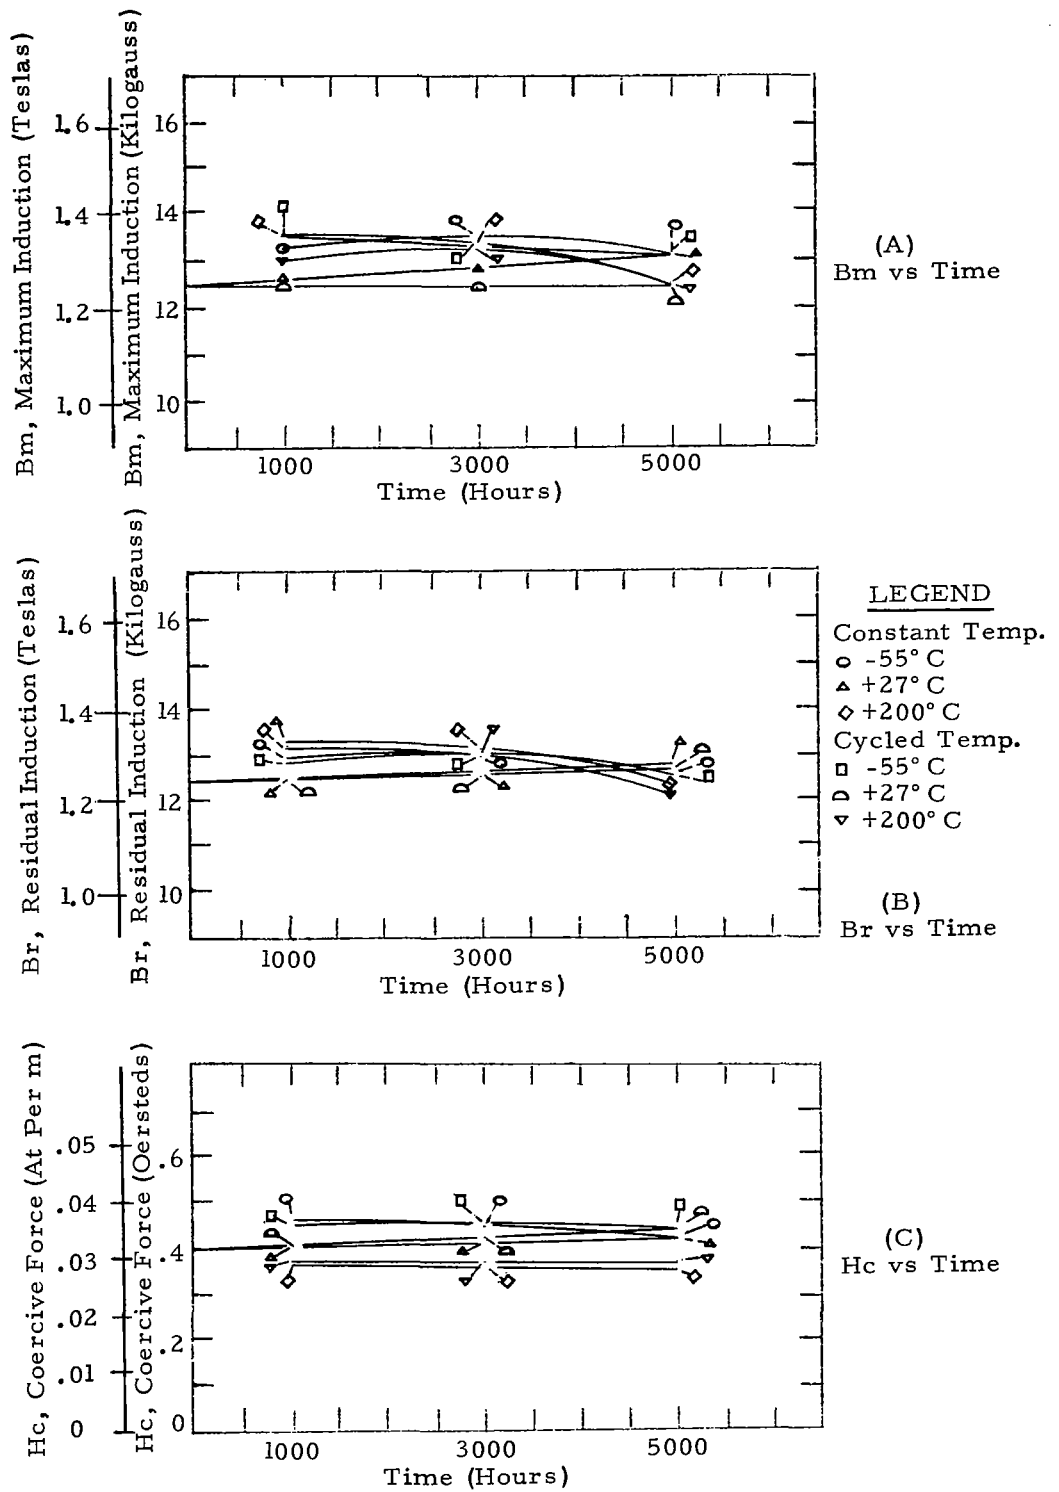 Bm, Maximum Induction (Teslas)
Bm, Maximum Induction (Kilogauss)
1.6
1.4
1.2
1.0
16
14
12
10
1000
3000
5000
Time (Hours)
(A)
Bm vs Time
Br, Residual Induction (Teslas)
Br, Residual Induction (Kilogauss)
1.6
1.4
1.2
1.0
16
14
12
10
1000
3000
5000
Time (Hours)
LEGEND
Constant Temp.
-55° C
+27° C
+200° C
Cycled Temp.
-55° C
+27° C
+200° C
(B)
Br vs Time
Hc, Coercive Force (At Per m)
Hc, Coercive Force (Oersteds)
.05
.04
.03
.02
.01
0
.6
.4
.2
0
1000
3000
5000
Time (Hours)
(C)
Hc vs Time